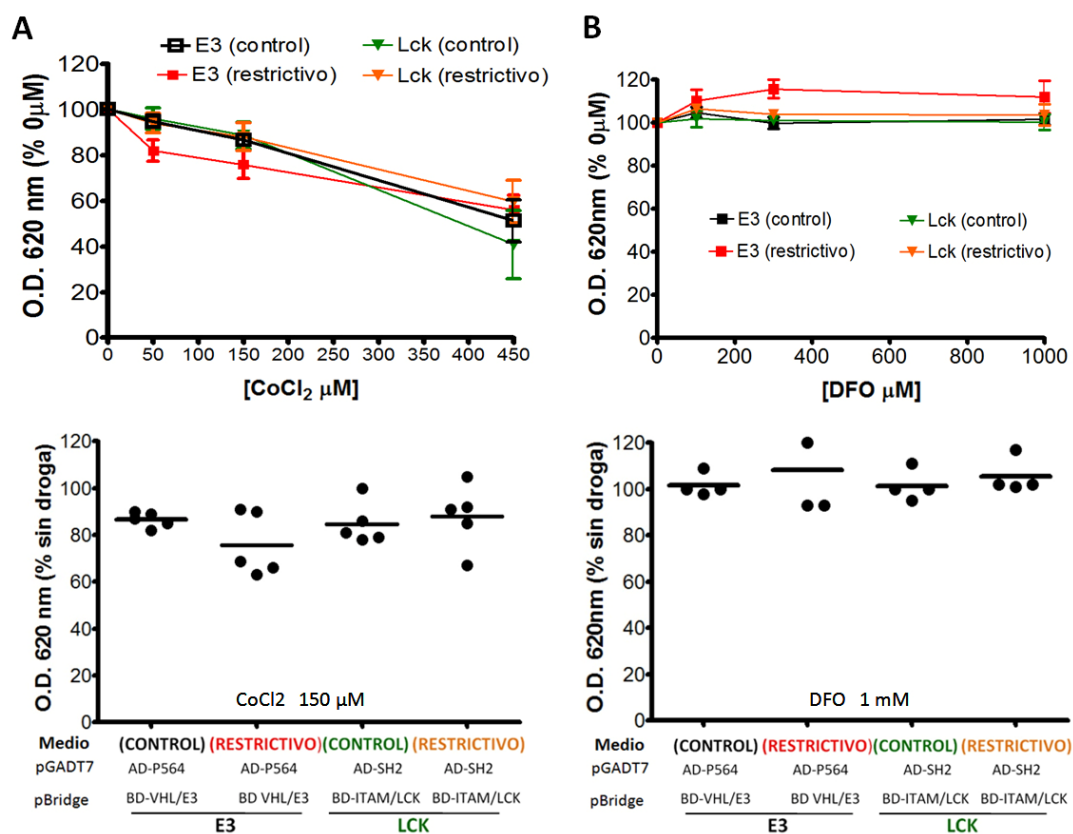 A
E3 (control)
Lck (control)
E3 (restrictivo)
Lck (restrictivo)
O.D. 620 nm (% 0μM)
120
100
80
60
40
20
0
0 50 100 150 200 250 300 350 400 450
[CoCl2 μM]
B
O.D. 620nm (% 0μM)
120
100
80
60
40
20
0
E3 (control)
Lck (control)
E3 (restrictivo)
Lck (restrictivo)
0 200 400 600 800 1000
[DFO μM]
O.D. 620 nm (% sin droga)
120
100
80
60
40
20
0
CoCl2 150 μM
Medio (CONTROL) (RESTRICTIVO) (CONTROL) (RESTRICTIVO)
pGADT7 AD-P564 AD-P564 AD-SH2 AD-SH2
pBridge BD-VHL/E3 BD VHL/E3 BD-ITAM/LCK BD-ITAM/LCK
E3 LCK
O.D. 620nm (% sin droga)
120
100
80
60
40
20
0
DFO 1 mM
Medio (CONTROL) (RESTRICTIVO) (CONTROL) (RESTRICTIVO)
pGADT7 AD-P564 AD-P564 AD-SH2 AD-SH2
pBridge BD-VHL/E3 BD VHL/E3 BD-ITAM/LCK BD-ITAM/LCK
E3 LCK